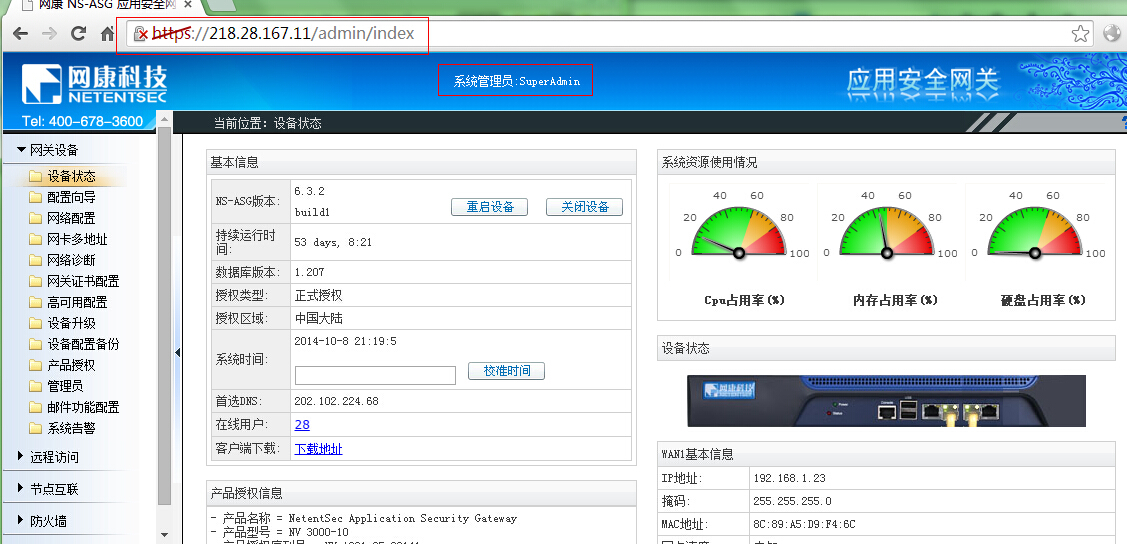 网康 NS-ASG 应用安全网
https://218.28.167.11/admin/index
网康科技
NETENTSEC
系统管理员:SuperAdmin
应用安全网关
Tel: 400-678-3600
当前位置: 设备状态
网关设备
设备状态
配置向导
网络配置
网卡多地址
网络诊断
网关证书配置
高可用配置
设备升级
设备配置备份
产品授权
管理员
邮件功能配置
系统告警
远程访问
节点互联
防火墙
基本信息
NS-ASG版本:
6.3.2
build1
重启设备
关闭设备
持续运行时间:
53 days, 8:21
数据库版本:
1.207
授权类型:
正式授权
授权区域:
中国大陆
系统时间:
2014-10-8 21:19:5
校准时间
首选DNS:
202.102.224.68
在线用户:
28
客户端下载:
下载地址
产品授权信息
- 产品名称 = NetentSec Application Security Gateway
- 产品型号 = NV 3000-10
系统资源使用情况
0 20 40 60 80 100
0 20 40 60 80 100
0 20 40 60 80 100
Cpu占用率(%)
内存占用率(%)
硬盘占用率(%)
设备状态
网康科技
WAN1基本信息
IP地址:
192.168.1.23
掩码:
255.255.255.0
MAC地址:
8C:89:A5:D9:F4:6C